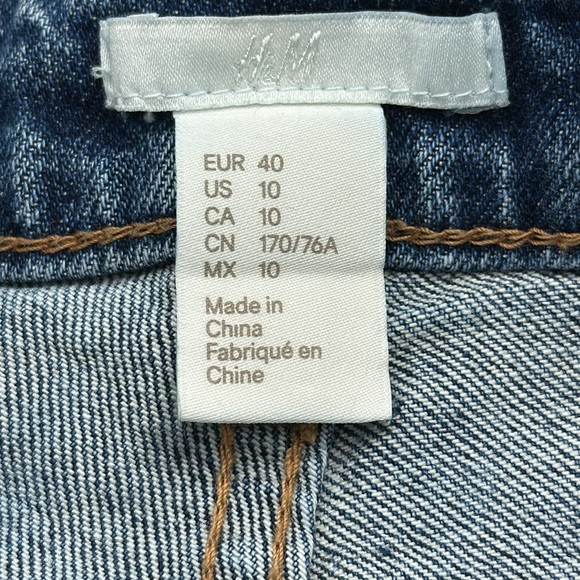 H&M
EUR 40
US 10
CA 10
CN 170/76A
MX 10
Made in
China
Fabriqué en
Chine